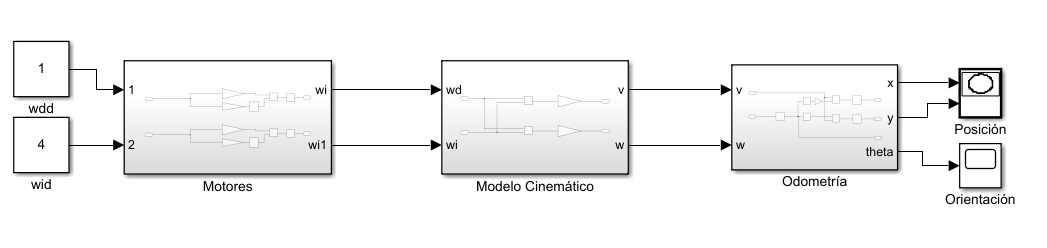 1
wdd
4
wid
1
2
wi
wi1
Motores
wd
wi
v
w
Modelo Cinemático
v
w
x
y
theta
Odometría
Posición
Orientación